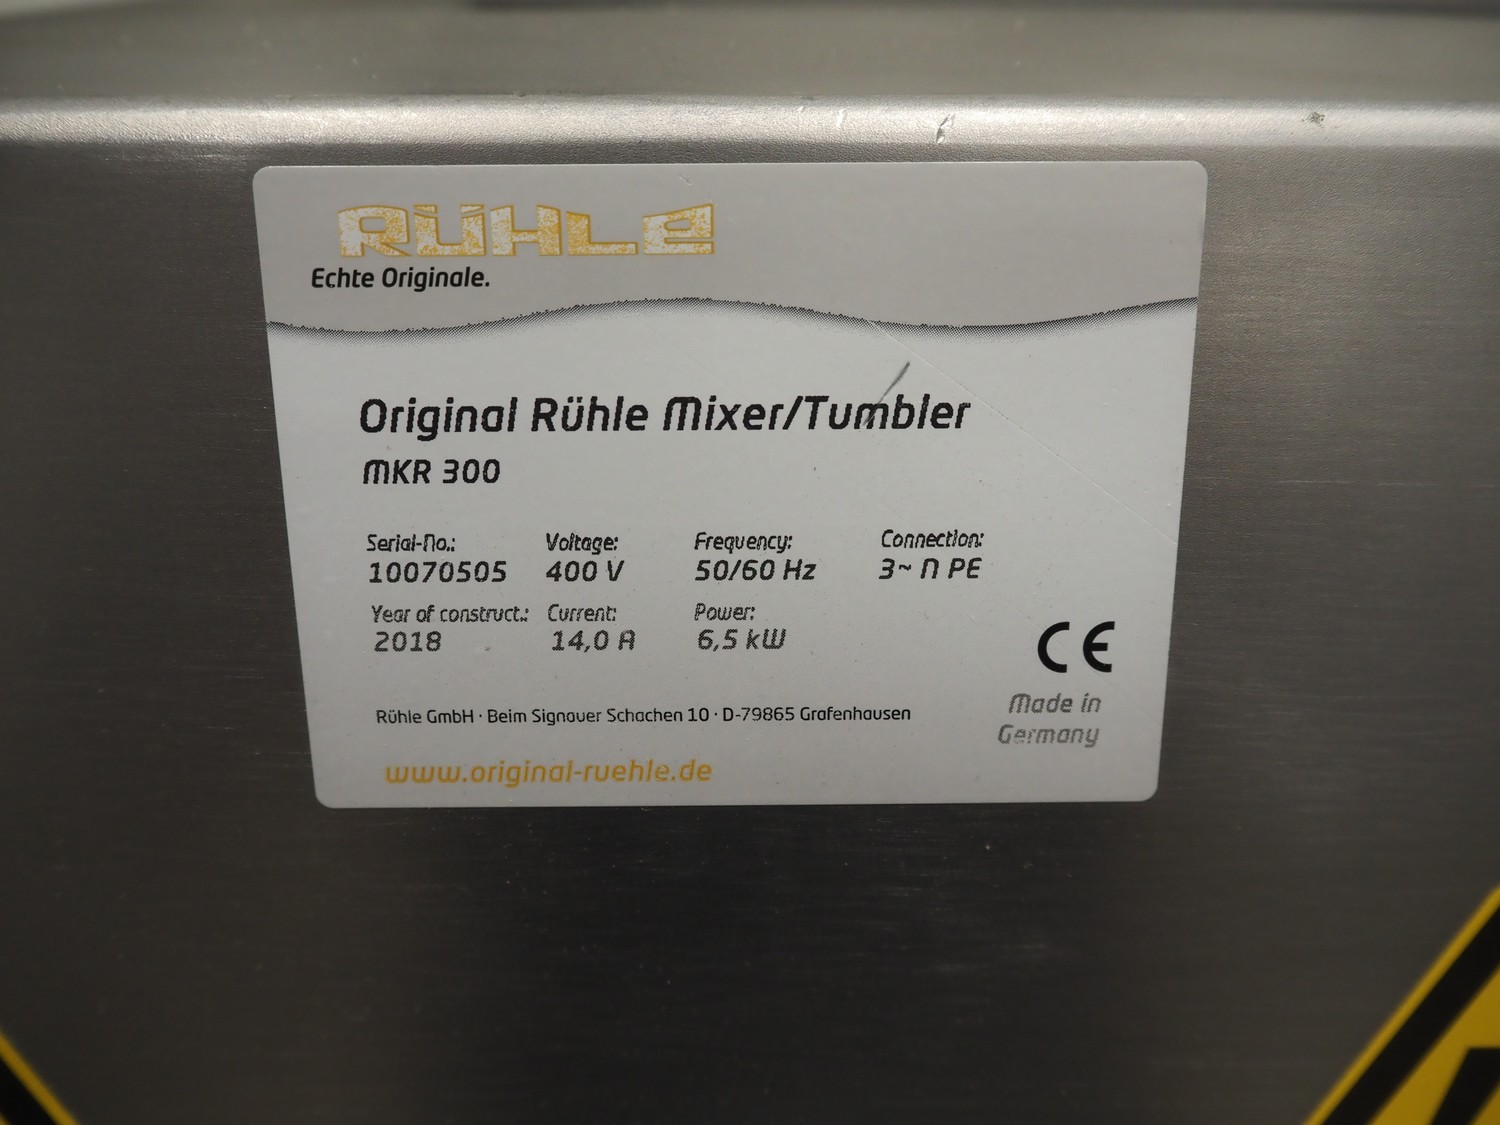 RÜHLE
Echte Originale.
Original Rühle Mixer/Tumbler
MKR 300
Serial-No.: Voltage: Frequency: Connection:
10070505 400 V 50/60 Hz 3~ N PE
Year of construct.: Current: Power:
2018 14,0 A 6,5 kW
CE
Made in
Germany
Rühle GmbH · Beim Signauer Schachen 10 · D-79865 Grafenhausen
www.original-ruehle.de